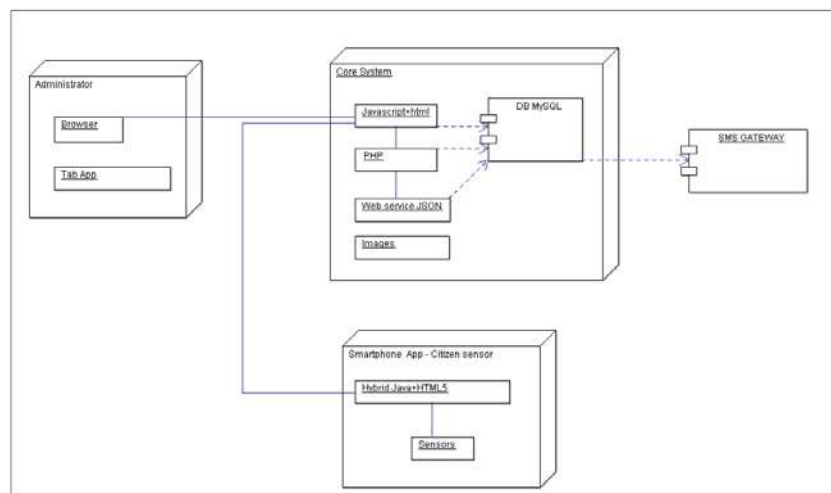 Administrator
Browser
Tab App
Core System
Javascript+html
PHP
Web service JSON
Images
DB MySQL
SMS GATEWAY
Smartphone App - Citizen sensor
Hybrid Java+HTML5
Sensors